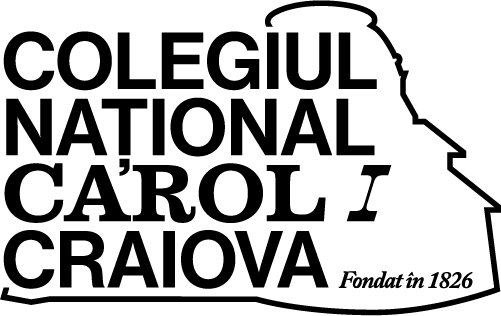 COLEGIUL
NAȚIONAL
CAROL I
CRAIOVA
Fondat în 1826